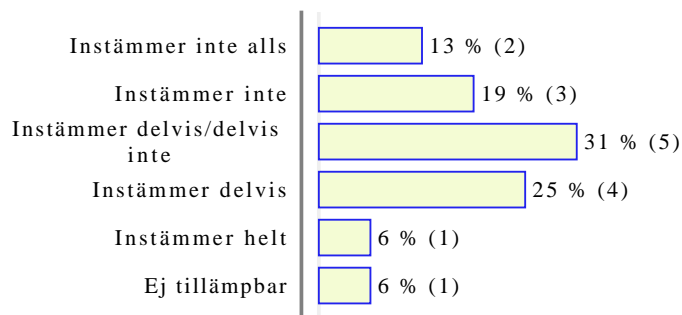 Instämmer inte alls 13 % (2)
Instämmer inte 19 % (3)
Instämmer delvis/delvis
inte 31 % (5)
Instämmer delvis 25 % (4)
Instämmer helt 6 % (1)
Ej tillämpbar 6 % (1)